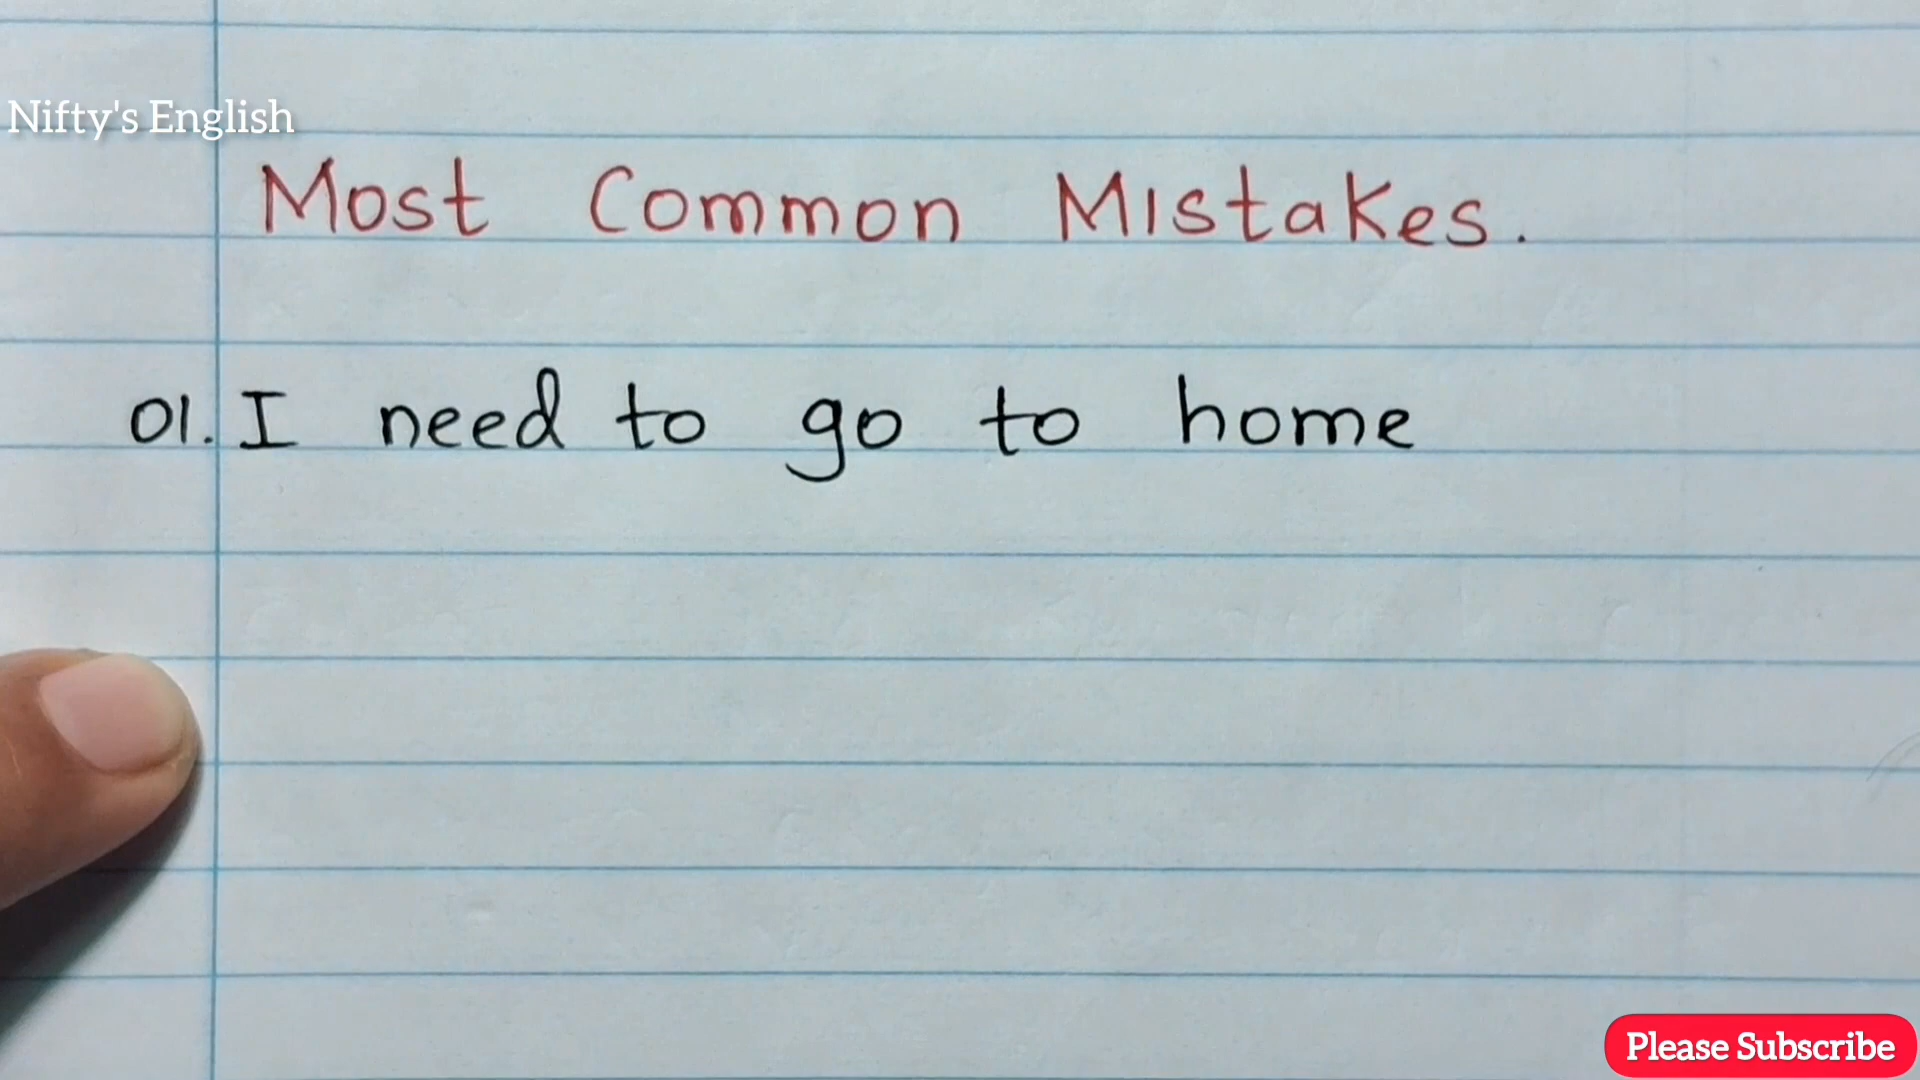 Nifty's English
Most Common Mistakes.
01. I need to go to home
Please Subscribe